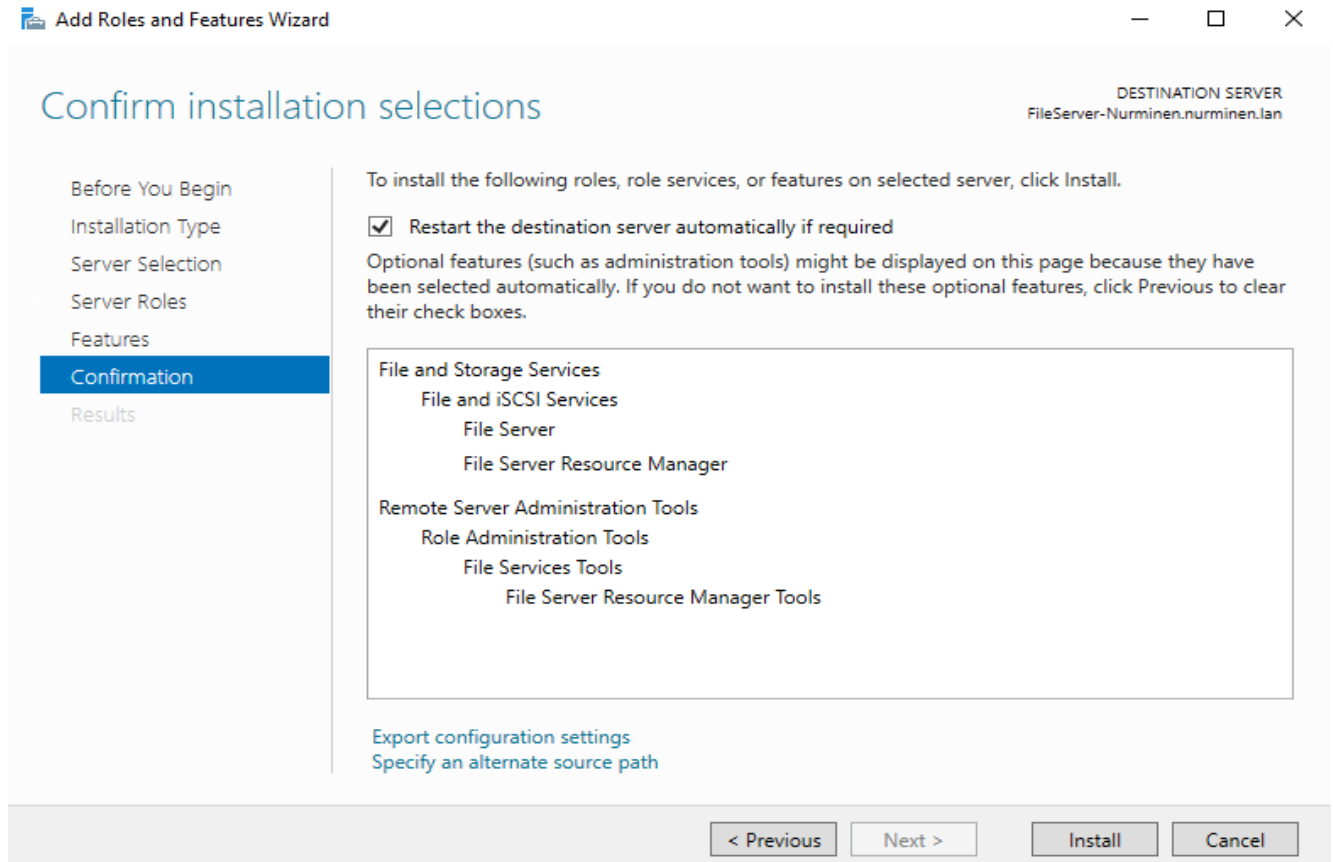 Add Roles and Features Wizard
Confirm installation selections
DESTINATION SERVER
FileServer-Nurminen.nurminen.lan
Before You Begin
Installation Type
Server Selection
Server Roles
Features
Confirmation
Results
To install the following roles, role services, or features on selected server, click Install.
Restart the destination server automatically if required
Optional features (such as administration tools) might be displayed on this page because they have
been selected automatically. If you do not want to install these optional features, click Previous to clear
their check boxes.
File and Storage Services
File and iSCSI Services
File Server
File Server Resource Manager
Remote Server Administration Tools
Role Administration Tools
File Services Tools
File Server Resource Manager Tools
Export configuration settings
Specify an alternate source path
< Previous
Next >
Install
Cancel